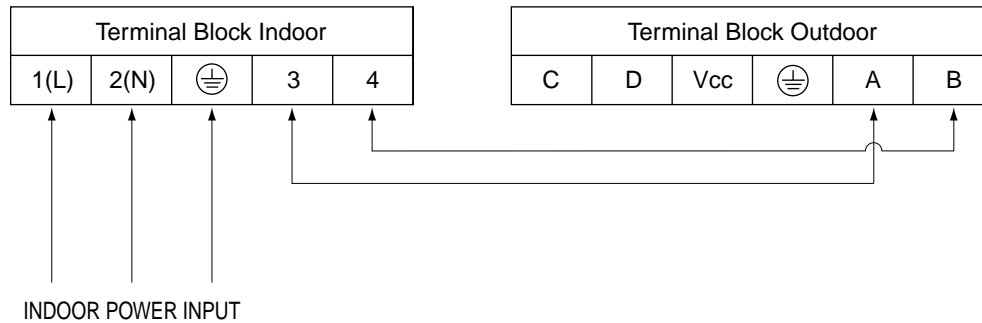 Terminal Block Indoor
1(L) 2(N) 3 4
Terminal Block Outdoor
C D Vcc A B
INDOOR POWER INPUT